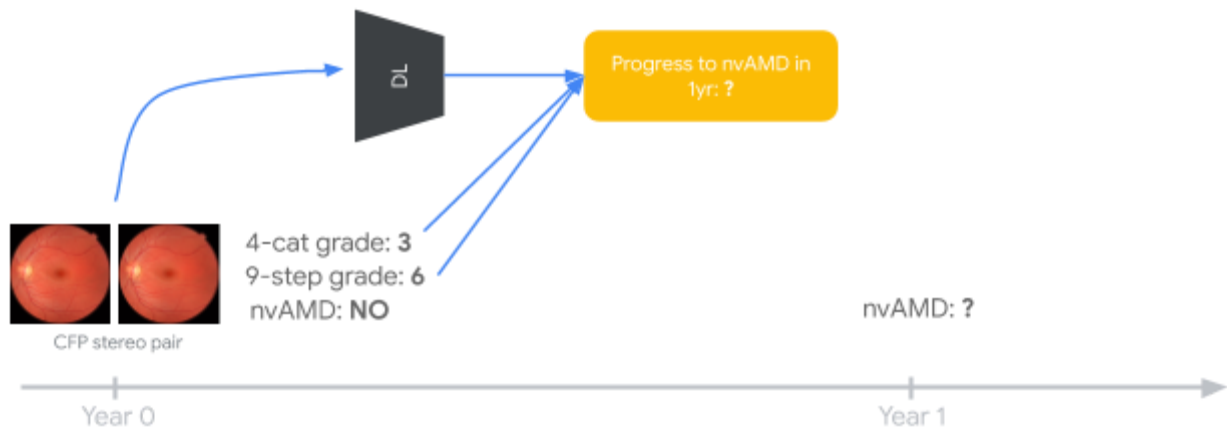 DL
Progress to nvAMD in
1yr: ?
4-cat grade: 3
9-step grade: 6
nvAMD: NO
nvAMD: ?
CFP stereo pair
Year 0
Year 1